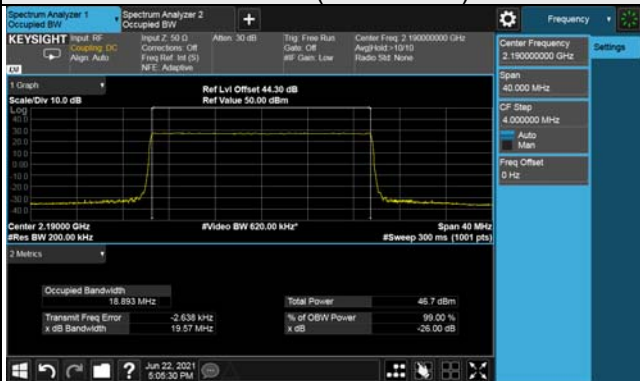 Spectrum Analyzer 1
Occupied BW
Spectrum Analyzer 2
Occupied BW
+
Frequency
KEYSIGHT
Input: RF
Coupling: DC
Align: Auto
Input Z: 50 Ω
Corrections: Off
Freq Ref: Int (S)
NFE: Adaptive
Atten: 30 dB
Trig: Free Run
Gate: Off
#IF Gain: Low
Center Freq: 2.190000000 GHz
Avg|Hold:>10/10
Radio Std: None
Center Frequency
2.190000000 GHz
Settings
Span
40.000 MHz
CF Step
4.000000 MHz
Auto
Man
Freq Offset
0 Hz
1 Graph
Scale/Div 10.0 dB
Ref Lvl Offset 44.30 dB
Ref Value 50.00 dBm
Log
40.0
30.0
20.0
10.0
0.00
-10.0
-20.0
-30.0
-40.0
Center 2.19000 GHz
#Res BW 200.00 kHz
#Video BW 620.00 kHz*
Span 40 MHz
#Sweep 300 ms (1001 pts)
2 Metrics
Occupied Bandwidth
18.893 MHz
Total Power 46.7 dBm
Transmit Freq Error -2.638 kHz
% of OBW Power 99.00 %
x dB Bandwidth 19.57 MHz
x dB -26.00 dB
?
Jun 22, 2021
5:05:30 PM